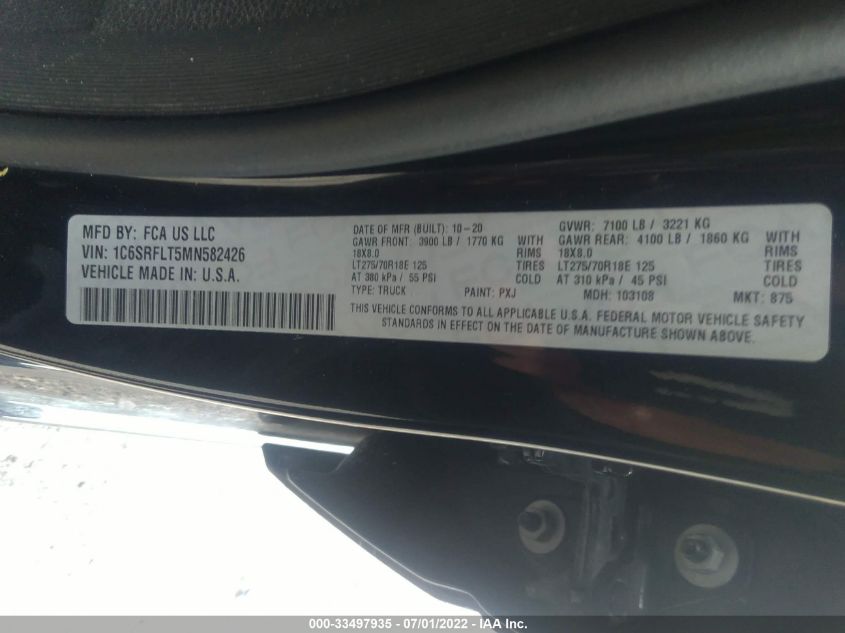 MFD BY: FCA US LLC
VIN: 1C6SRFLT5MN582426
VEHICLE MADE IN: U.S.A.
DATE OF MFR (BUILT): 10-20
GAWR FRONT: 3900 LB / 1770 KG WITH
18X8.0 RIMS
LT275/70R18E 125 TIRES
AT 380 kPa / 55 PSI COLD
TYPE: TRUCK PAINT: PXJ
GVWR: 7100 LB / 3221 KG
GAWR REAR: 4100 LB / 1860 KG WITH
18X8.0 RIMS
LT275/70R18E 125 TIRES
AT 310 kPa / 45 PSI COLD
MDH: 103108 MKT: 875
THIS VEHICLE CONFORMS TO ALL APPLICABLE U.S.A. FEDERAL MOTOR VEHICLE SAFETY
STANDARDS IN EFFECT ON THE DATE OF MANUFACTURE SHOWN ABOVE.
000-33497935 - 07/01/2022 - IAA Inc.